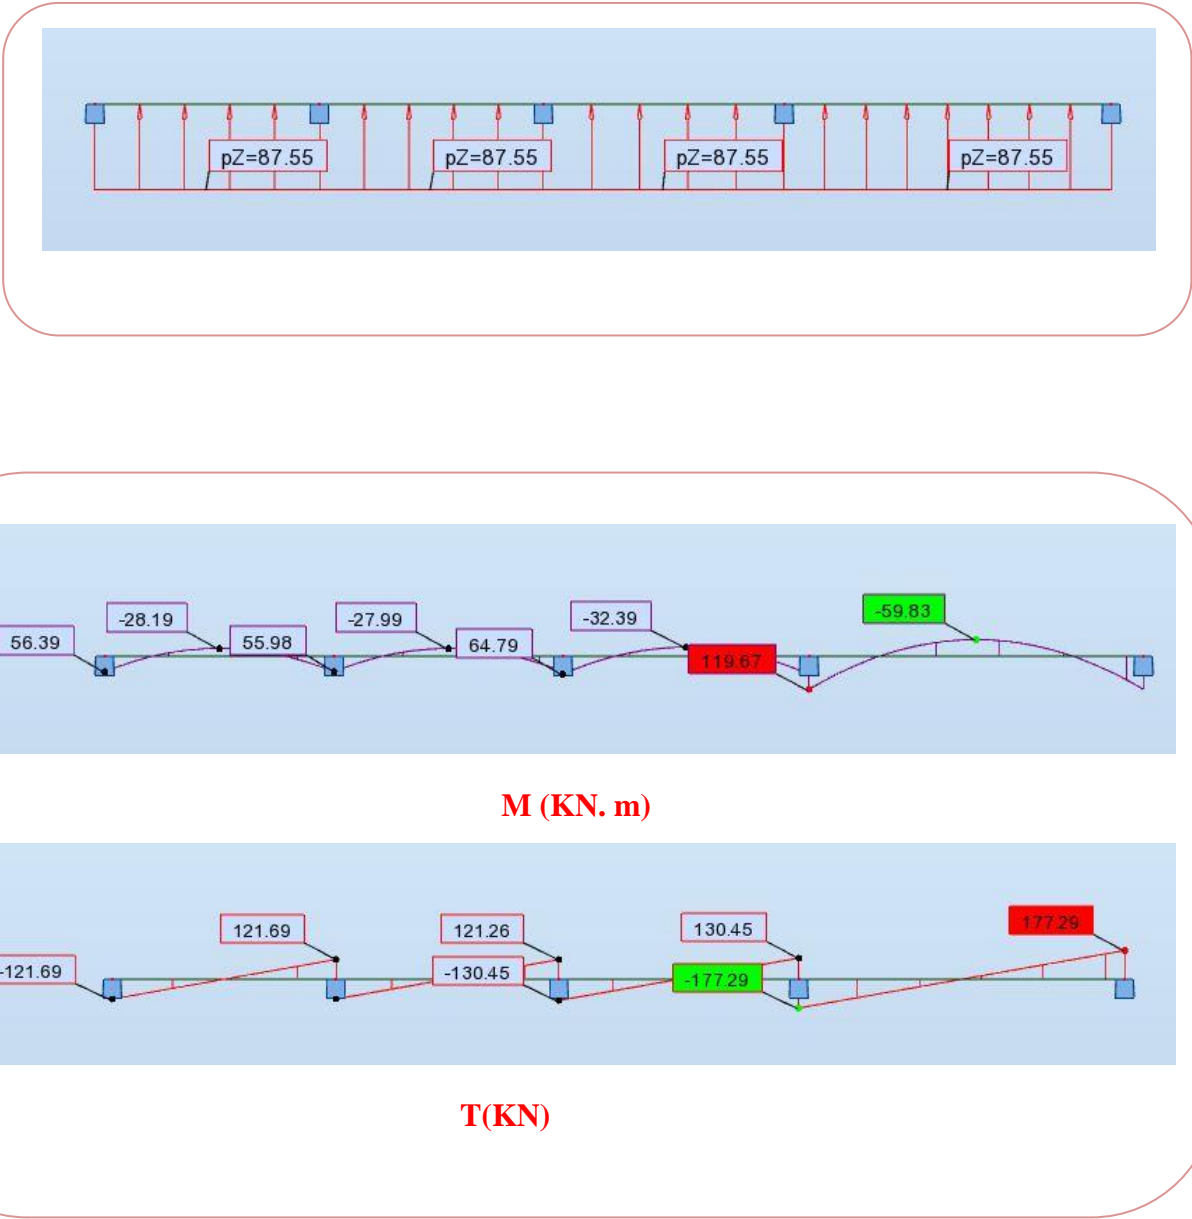 pZ=87.55 pZ=87.55 pZ=87.55 pZ=87.55
-59.83
-28.19 -27.99 -32.39
56.39 55.98 64.79
119.67
M (KN. m)
177.29
121.69 121.26 130.45
-121.69 -130.45
-177.29
T(KN)